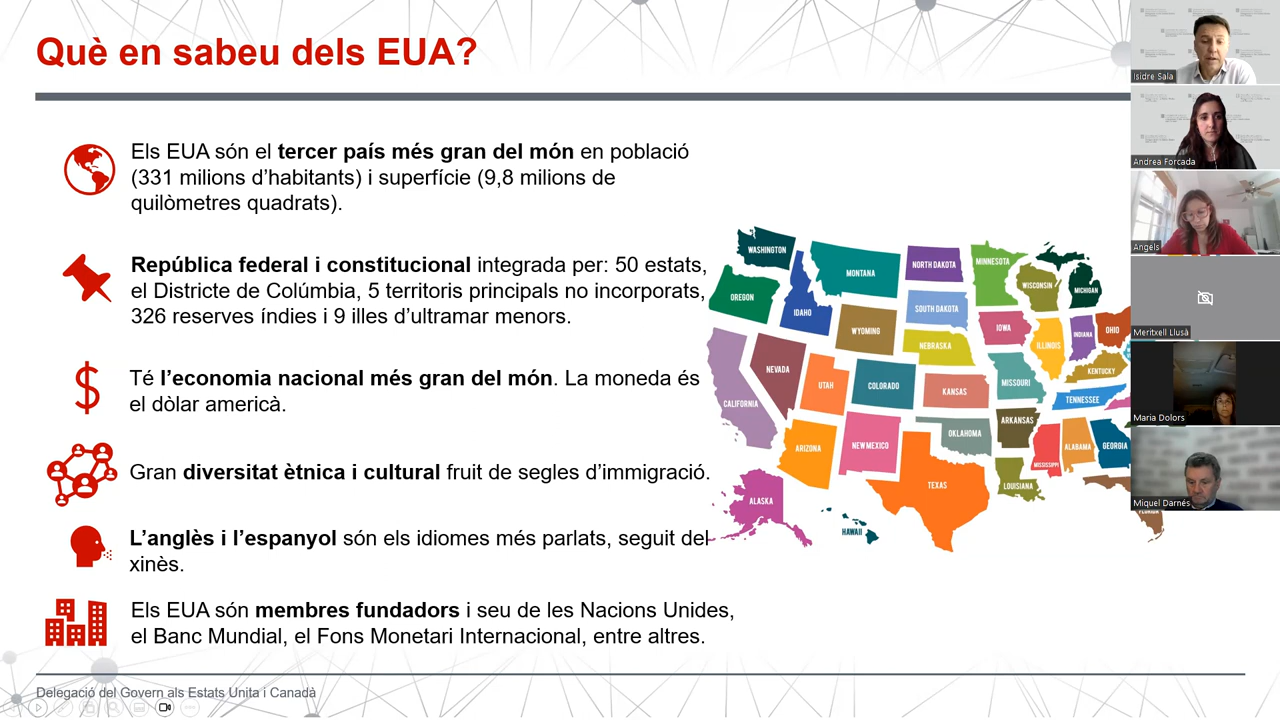 Què en sabeu dels EUA?
Els EUA són el tercer país més gran del món en població
(331 milions d’habitants) i superfície (9,8 milions de
quilòmetres quadrats).
República federal i constitucional integrada per: 50 estats,
el Districte de Colúmbia, 5 territoris principals no incorporats,
326 reserves índies i 9 illes d’ultramar menors.
Té l’economia nacional més gran del món. La moneda és
el dòlar americà.
Gran diversitat ètnica i cultural fruit de segles d’immigració.
L’anglès i l’espanyol són els idiomes més parlats, seguit del
xinès.
Els EUA són membres fundadors i seu de les Nacions Unides,
el Banc Mundial, el Fons Monetari Internacional, entre altres.
WASHINGTON
MONTANA
NORTH DAKOTA
MINNESOTA
OREGON
IDAHO
WYOMING
SOUTH DAKOTA
WISCONSIN
MICHIGAN
NEBRASKA
IOWA
ILLINOIS
INDIANA
OHIO
NEVADA
UTAH
COLORADO
KANSAS
MISSOURI
KENTUCKY
CALIFORNIA
ARIZONA
NEW MEXICO
OKLAHOMA
ARKANSAS
TENNESSEE
TEXAS
LOUISIANA
MISSISSIPPI
ALABAMA
GEORGIA
FLORIDA
ALASKA
HAWAII
Isidre Sala
Andrea Forcada
Angels
Meritxell Llusà
Maria Dolors
Miquel Darnés
Delegació del Govern als Estats Unita i Canadà